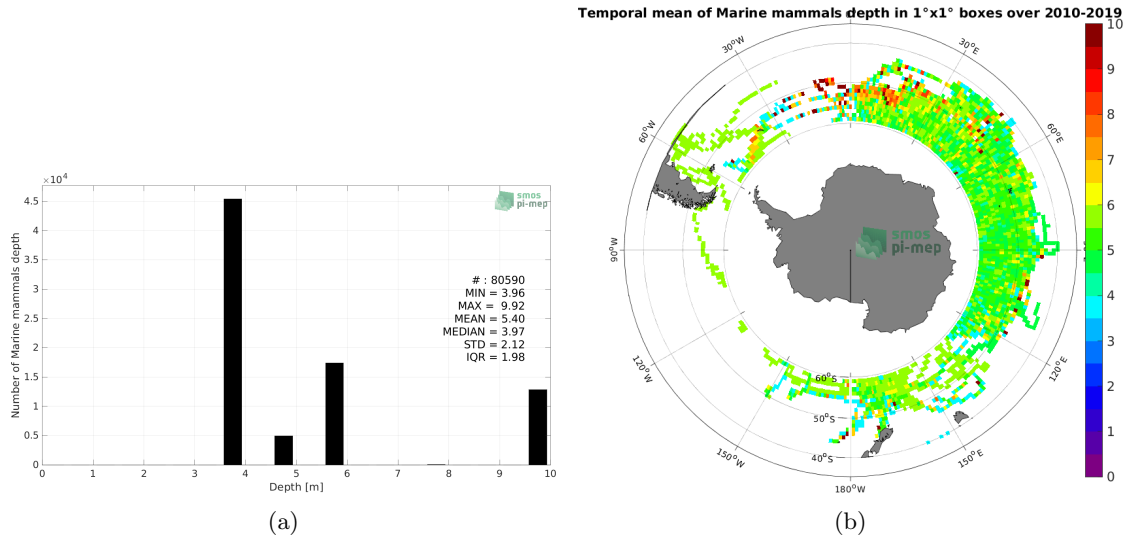 ×10⁴
4.5
4
3.5
3
2.5
2
1.5
1
0.5
0
Number of Marine mammals depth
smos
pi-mep
# : 80590
MIN = 3.96
MAX = 9.92
MEAN = 5.40
MEDIAN = 3.97
STD = 2.12
IQR = 1.98
0 1 2 3 4 5 6 7 8 9 10
Depth [m]
(a)
Temporal mean of Marine mammals depth in 1°x1° boxes over 2010-2019
30°W
30°E
60°W
60°E
90°W
120°W
120°E
150°W
150°E
180°W
60°S
50°S
40°S
smos
pi-mep
10
9
8
7
6
5
4
3
2
1
0
(b)